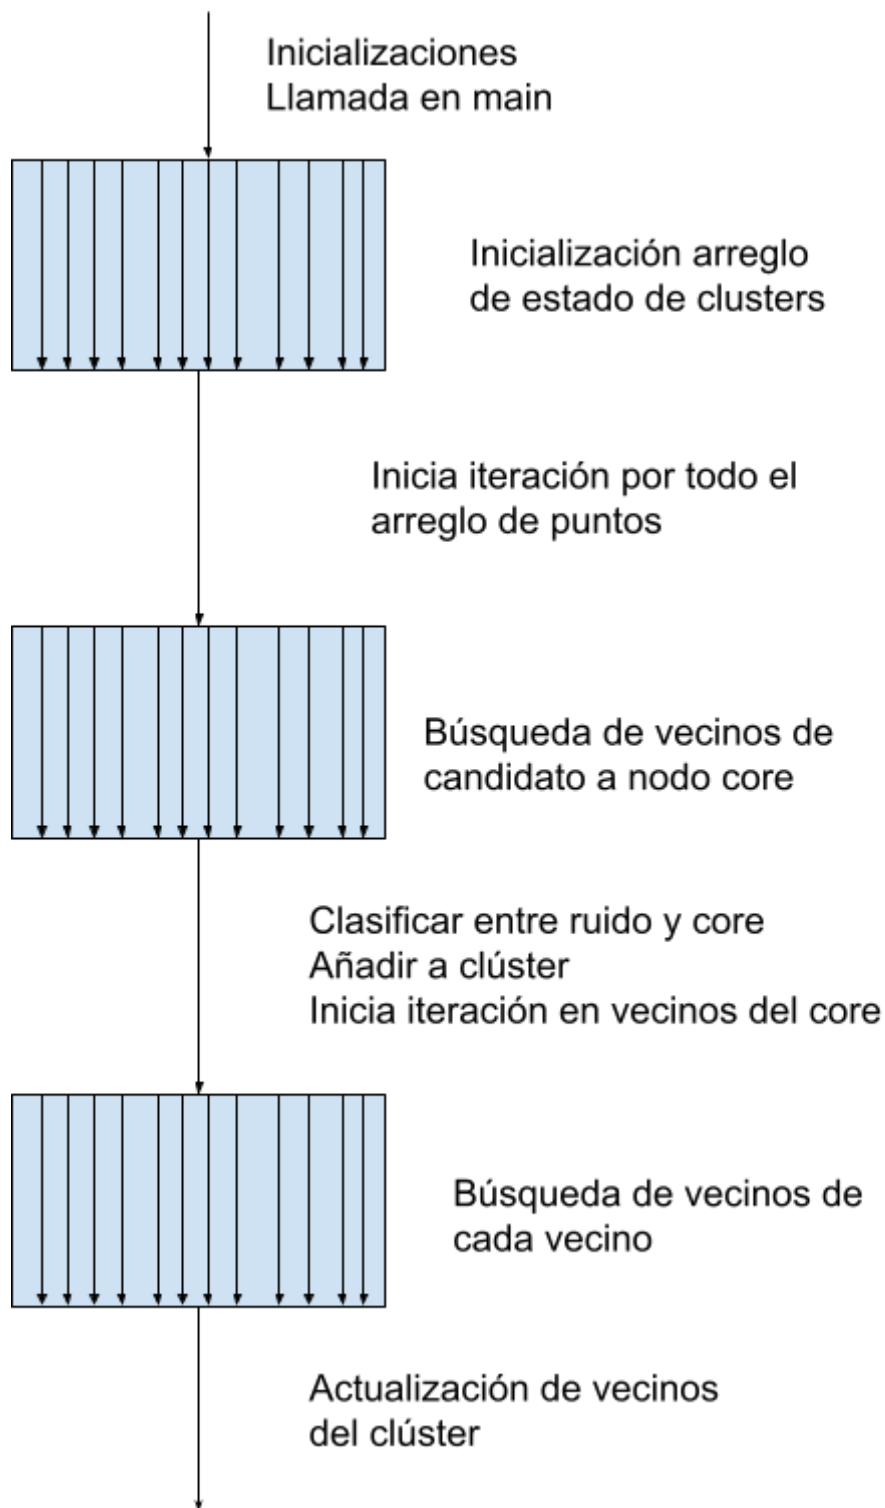 Inicializaciones
Llamada en main
Inicialización arreglo
de estado de clusters
Inicia iteración por todo el
arreglo de puntos
Búsqueda de vecinos de
candidato a nodo core
Clasificar entre ruido y core
Añadir a clúster
Inicia iteración en vecinos del core
Búsqueda de vecinos de
cada vecino
Actualización de vecinos
del clúster